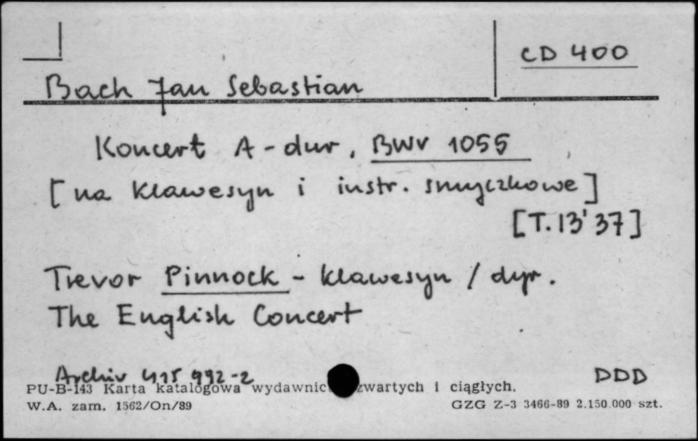 CD 400
Bach Jan Sebastian
Koncert A-dur, BWV 1055
[na klawesyn i instr. smyczkowe]
[T. 13'37]
Trevor Pinnock - klawesyn / dyr.
The English Concert
Archiv 415 992-2
DDD
PU-B-143 Karta katalogowa wydawnic zwartych i ciągłych.
W.A. zam. 1562/On/89
GZG Z-3 3466-89 2.150.000 szt.